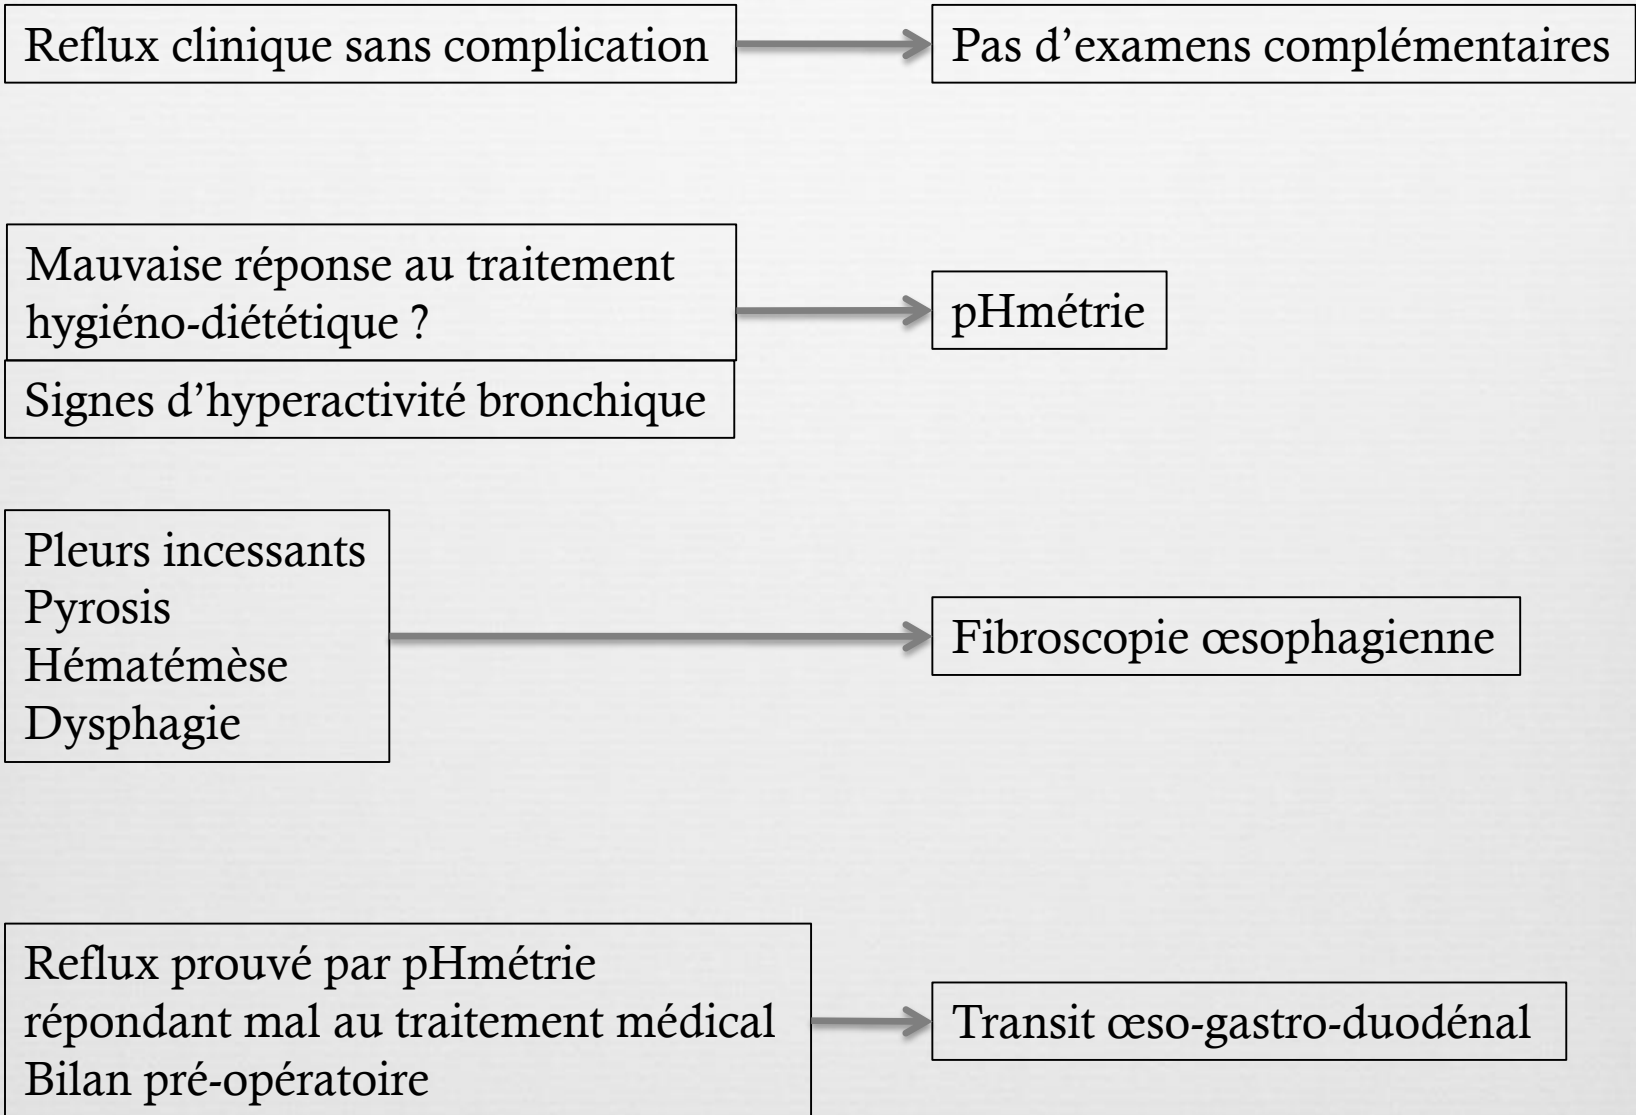 Reflux clinique sans complication
Pas d’examens complémentaires
Mauvaise réponse au traitement
hygiéno-diététique ?
Signes d’hyperactivité bronchique
pHmétrie
Pleurs incessants
Pyrosis
Hématémèse
Dysphagie
Fibroscopie œsophagienne
Reflux prouvé par pHmétrie
répondant mal au traitement médical
Bilan pré-opératoire
Transit œso-gastro-duodénal